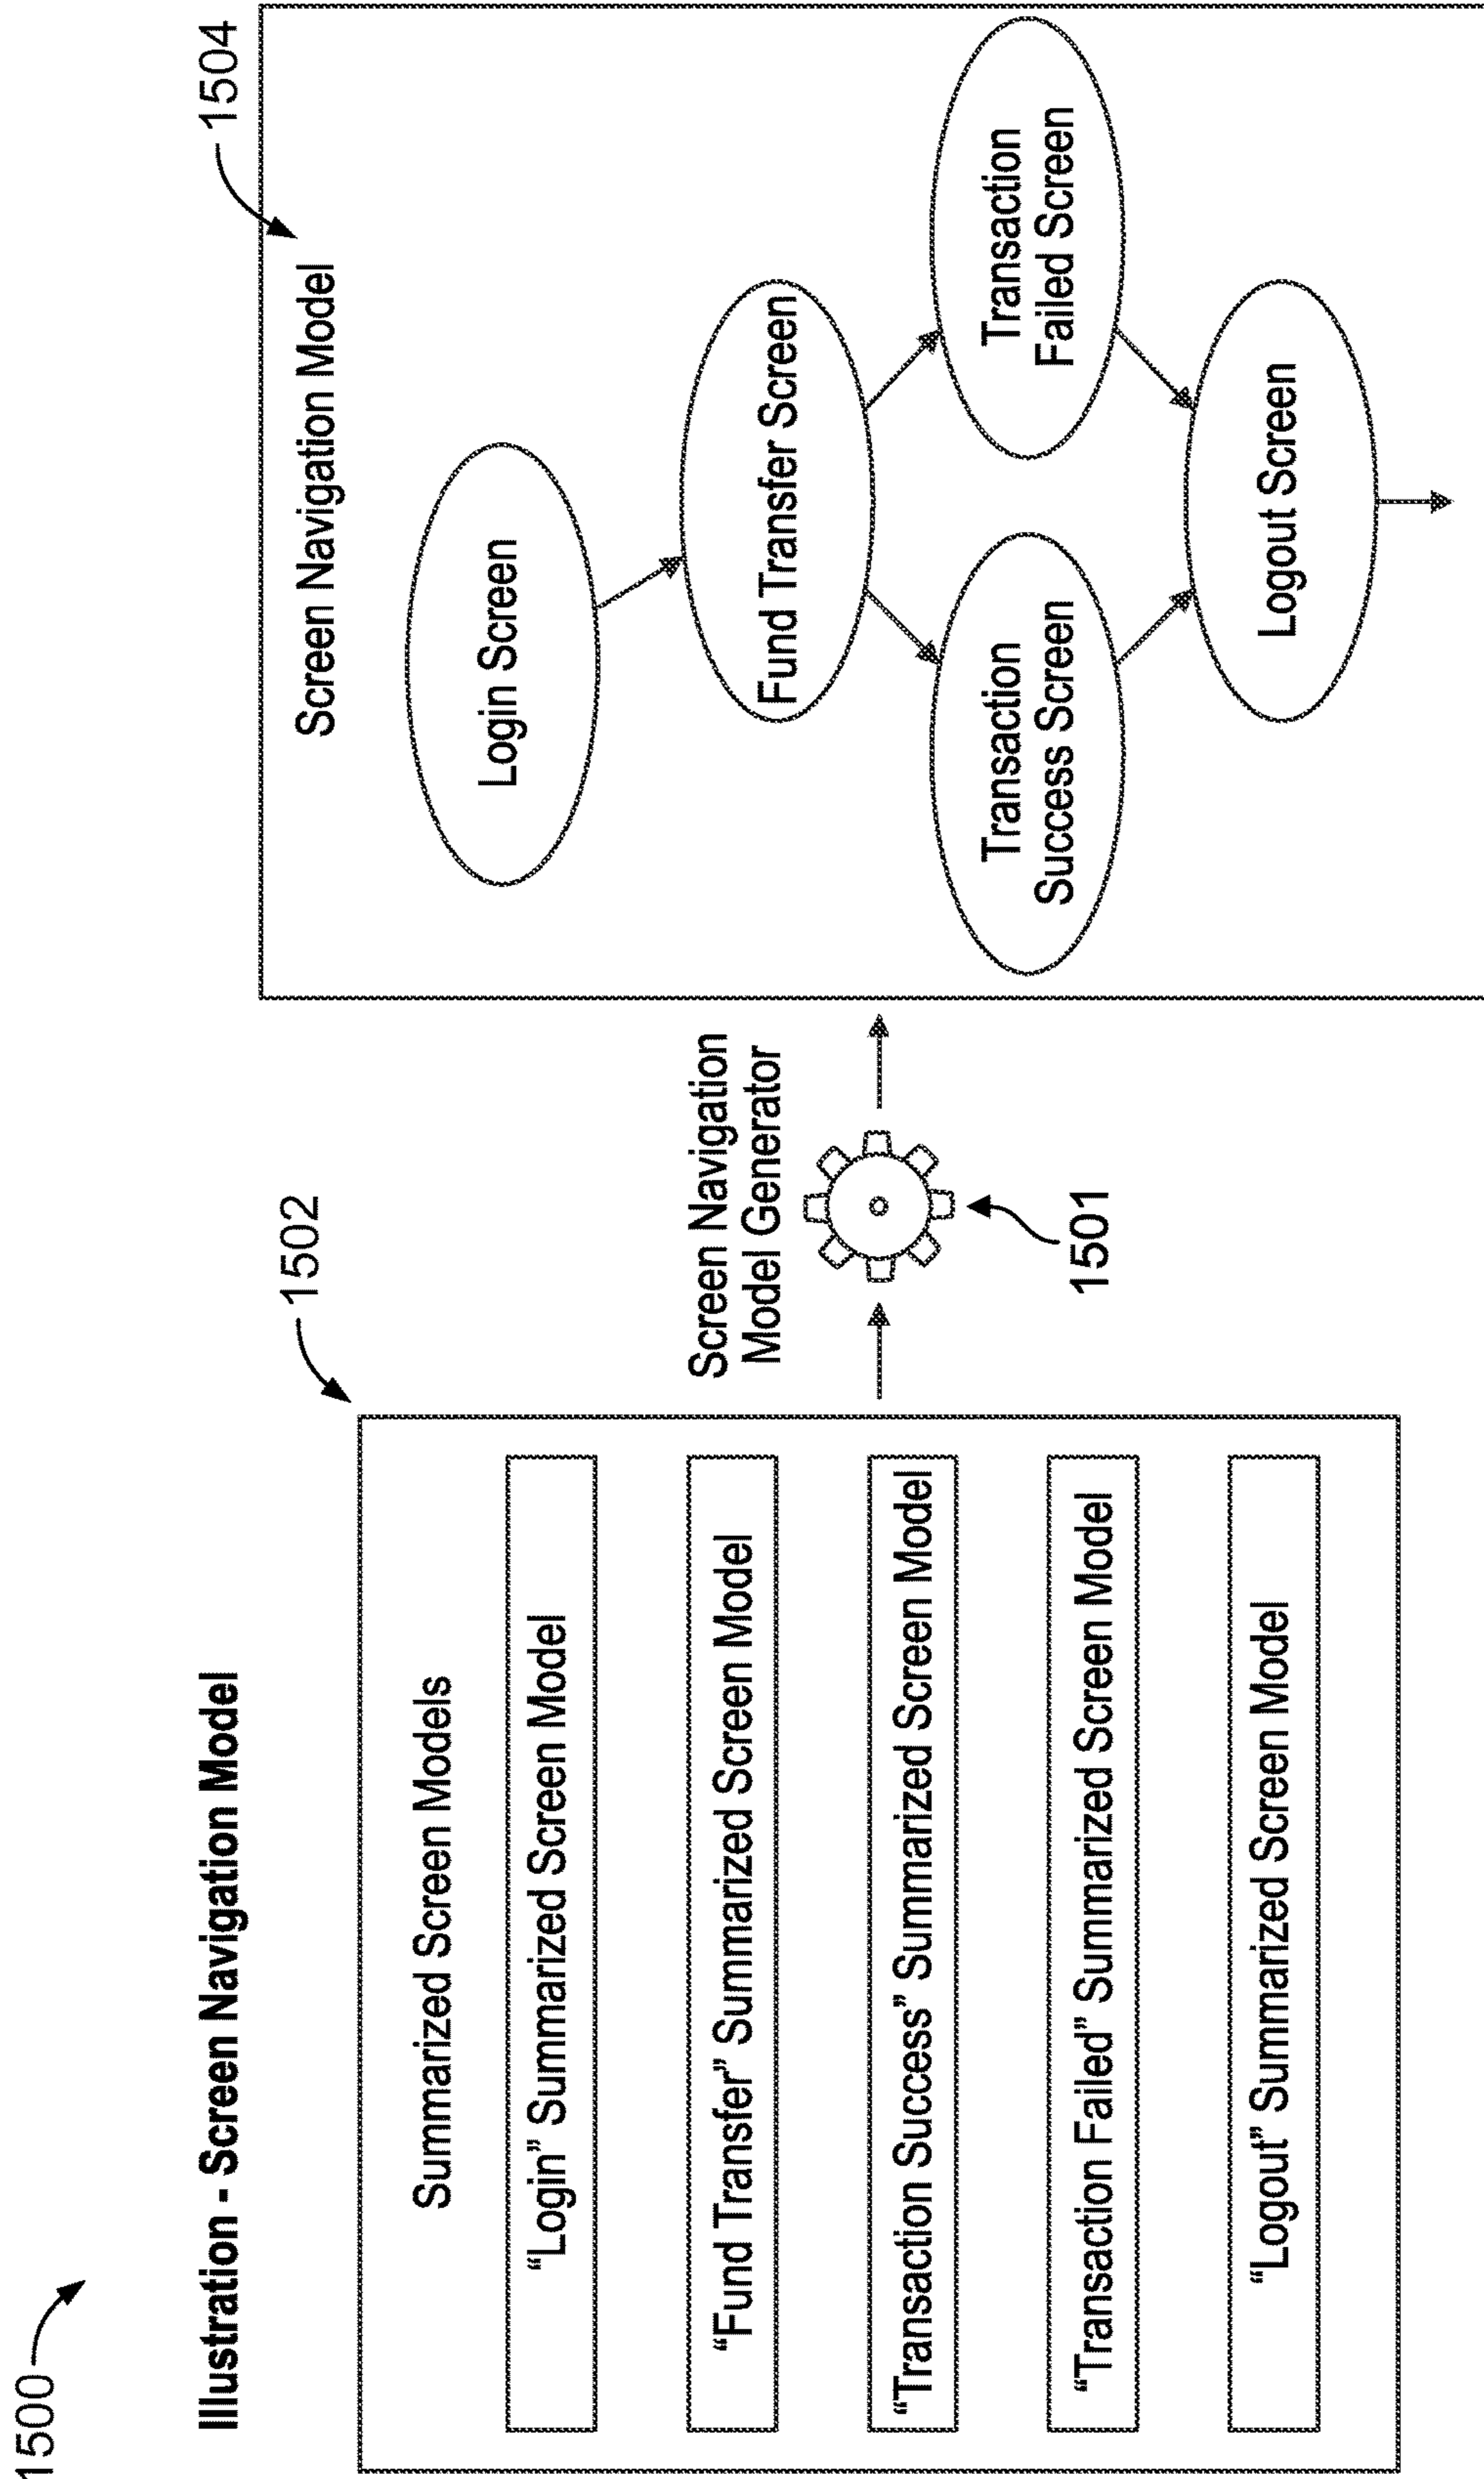 1500
Illustration - Screen Navigation Model
1502
Summarized Screen Models
“Login” Summarized Screen Model
“Fund Transfer” Summarized Screen Model
“Transaction Success” Summarized Screen Model
“Transaction Failed” Summarized Screen Model
“Logout” Summarized Screen Model
Screen Navigation
Model Generator
1501
1504
Screen Navigation Model
Login Screen
Fund Transfer Screen
Transaction
Success Screen
Transaction
Failed Screen
Logout Screen